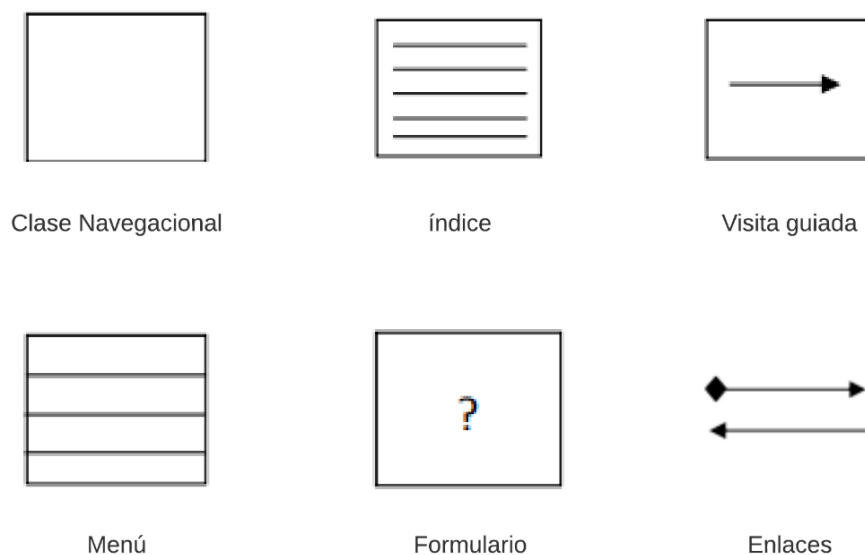 Clase Navegacional
índice
Visita guiada
?
Menú
Formulario
Enlaces